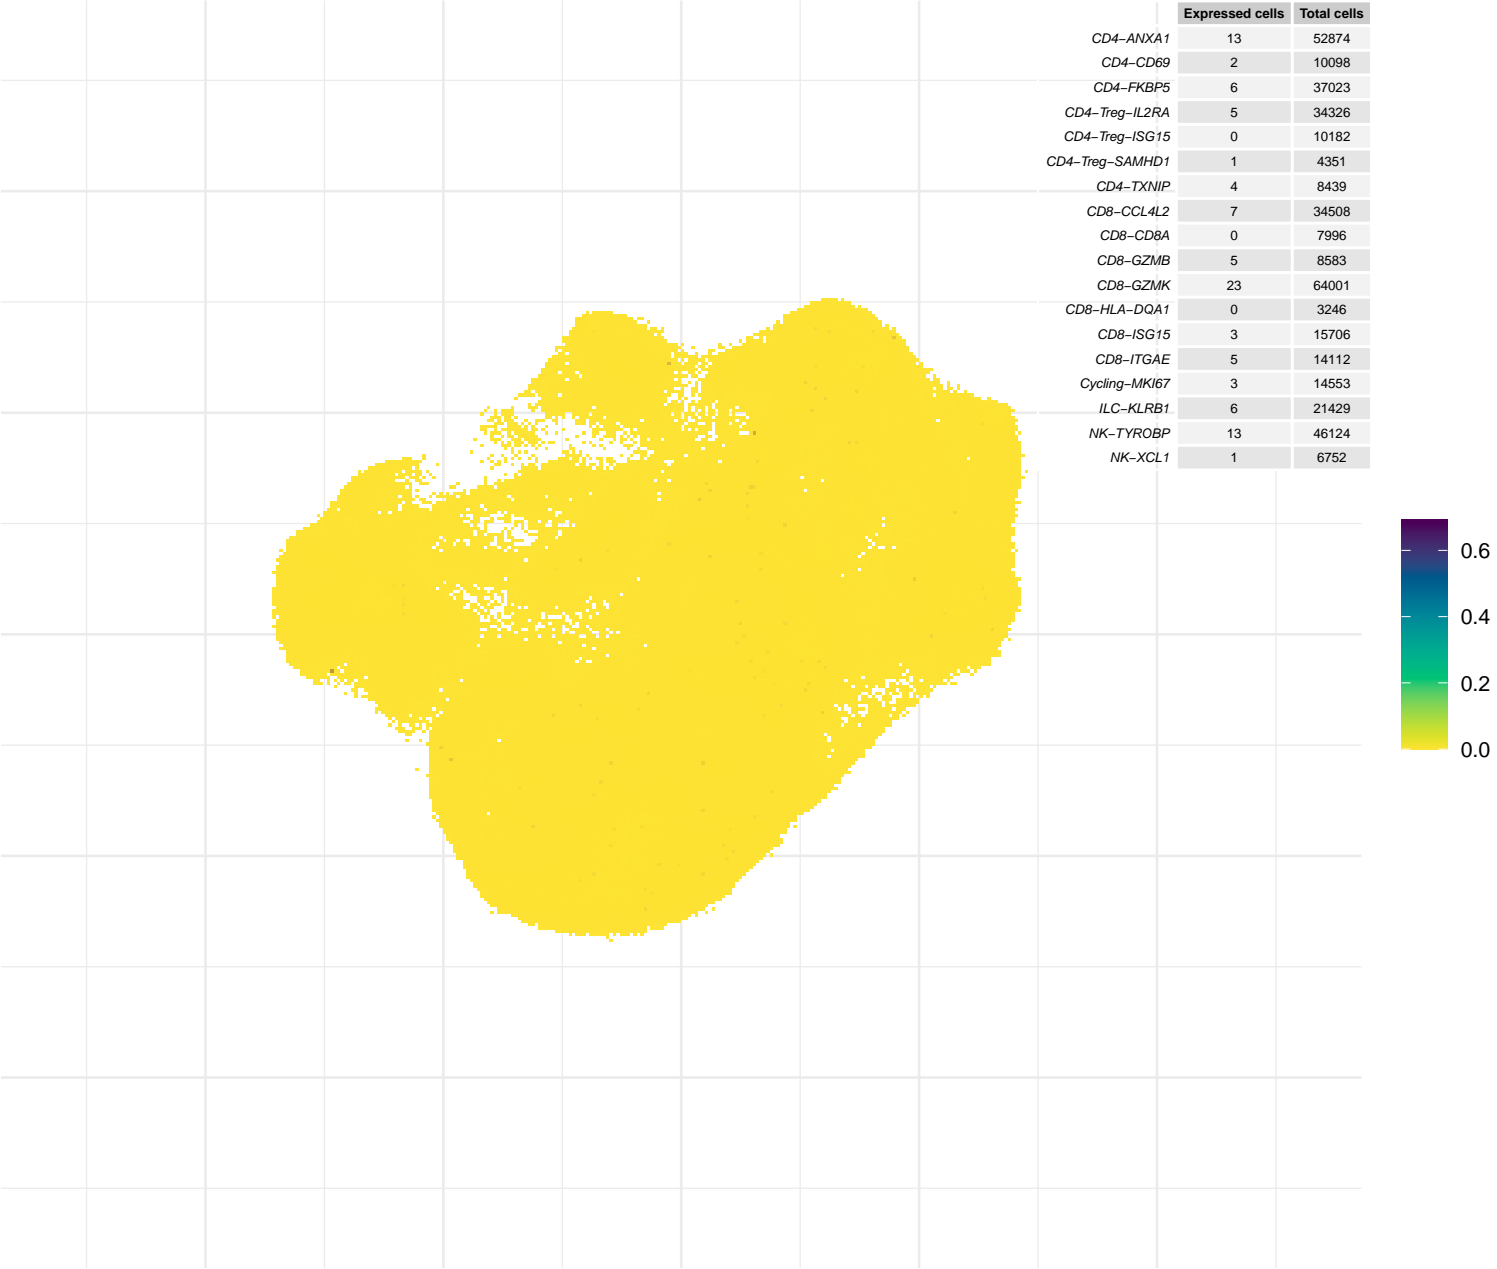 Expressed cells Total cells
CD4−ANXA1 13 52874
CD4−CD69 2 10098
CD4−FKBP5 6 37023
CD4−Treg−IL2RA 5 34326
CD4−Treg−ISG15 0 10182
CD4−Treg−SAMHD1 1 4351
CD4−TXNIP 4 8439
CD8−CCL4L2 7 34508
CD8−CD8A 0 7996
CD8−GZMB 5 8583
CD8−GZMK 23 64001
CD8−HLA−DQA1 0 3246
CD8−ISG15 3 15706
CD8−ITGAE 5 14112
Cycling−MKI67 3 14553
ILC−KLRB1 6 21429
NK−TYROBP 13 46124
NK−XCL1 1 6752
0.6
0.4
0.2
0.0